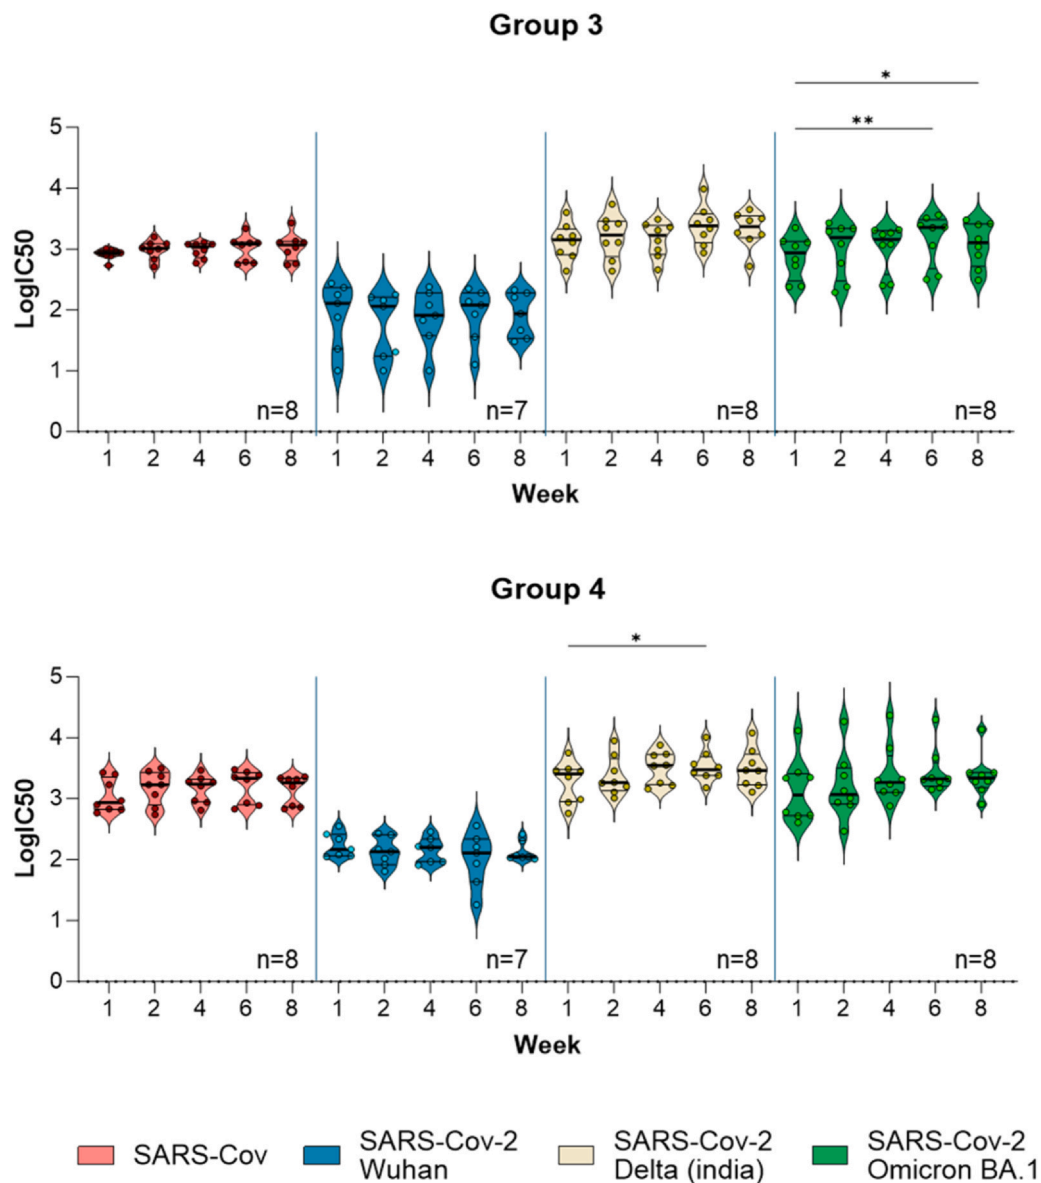 Group 3
*
**
LogIC50
5
4
3
2
1
0
n=8
n=7
n=8
n=8
1 2 4 6 8 1 2 4 6 8 1 2 4 6 8 1 2 4 6 8
Week
Group 4
*
LogIC50
5
4
3
2
1
0
n=8
n=7
n=8
n=8
1 2 4 6 8 1 2 4 6 8 1 2 4 6 8 1 2 4 6 8
Week
SARS-Cov
SARS-Cov-2
Wuhan
SARS-Cov-2
Delta (india)
SARS-Cov-2
Omicron BA.1